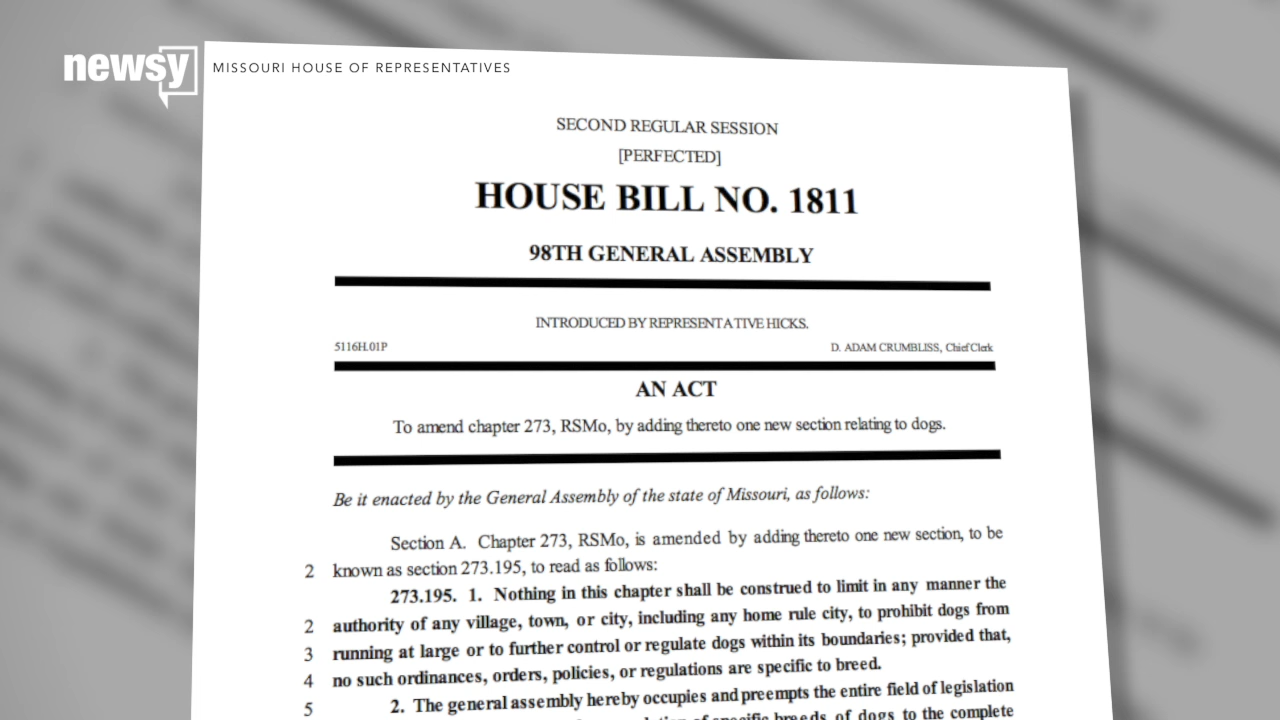 newsy
MISSOURI HOUSE OF REPRESENTATIVES
SECOND REGULAR SESSION
[PERFECTED]
HOUSE BILL NO. 1811
98TH GENERAL ASSEMBLY
INTRODUCED BY REPRESENTATIVE HICKS.
5116H.01P D. ADAM CRUMBLISS, Chief Clerk
AN ACT
To amend chapter 273, RSMo, by adding thereto one new section relating to dogs.
Be it enacted by the General Assembly of the state of Missouri, as follows:
Section A. Chapter 273, RSMo, is amended by adding thereto one new section, to be
2 known as section 273.195, to read as follows:
273.195. 1. Nothing in this chapter shall be construed to limit in any manner the
2 authority of any village, town, or city, including any home rule city, to prohibit dogs from
3 running at large or to further control or regulate dogs within its boundaries; provided that,
4 no such ordinances, orders, policies, or regulations are specific to breed.
5 2. The general assembly hereby occupies and preempts the entire field of legislation
of specific breeds of dogs to the complete